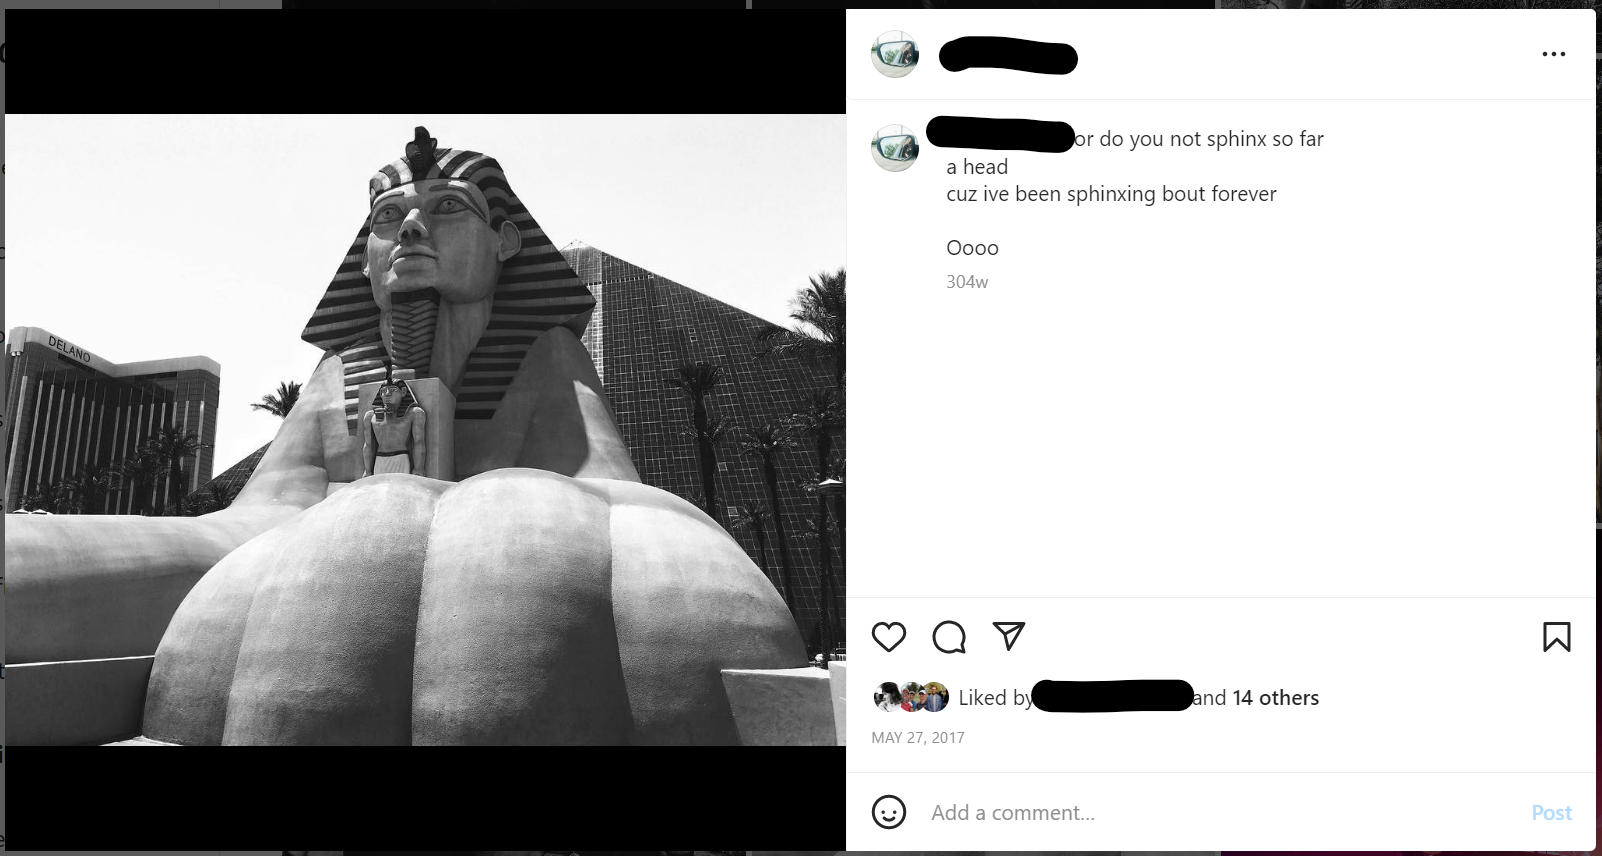 DELANO
or do you not sphinx so far
a head
cuz ive been sphinxing bout forever
Oooo
304w
Liked by and 14 others
MAY 27, 2017
Add a comment...
Post